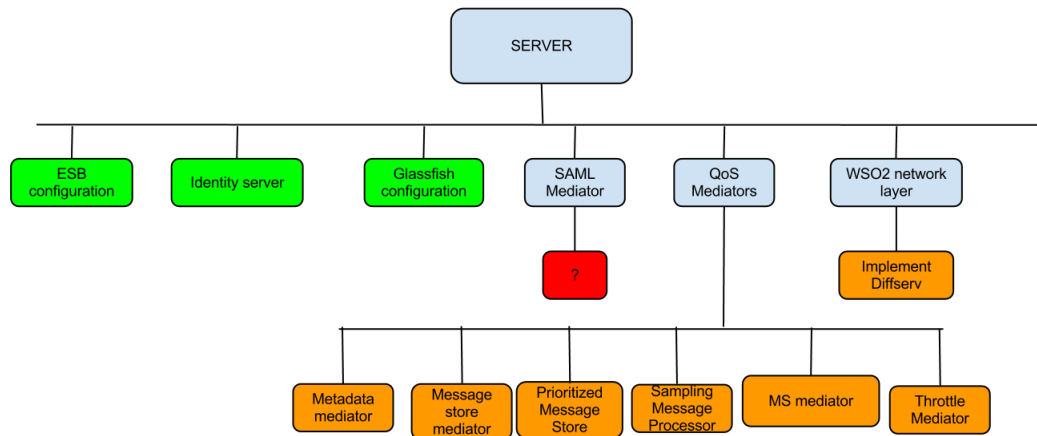 SERVER
ESB
configuration
Identity server
Glassfish
configuration
SAML
Mediator
QoS
Mediators
WSO2 network
layer
?
Implement
Diffserv
Metadata
mediator
Message
store
mediator
Prioritized
Message
Store
Sampling
Message
Processor
MS mediator
Throttle
Mediator